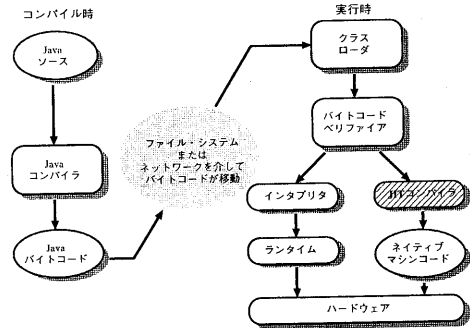 コンパイル時
Java
ソース
Java
コンパイラ
Java
バイトコード
ファイル・システム
または
ネットワークを介して
バイトコードが移動
実行時
クラス
ローダ
バイトコード
ベリファイア
インタプリタ
JITコンパイラ
ランタイム
ネイティブ
マシンコード
ハードウェア